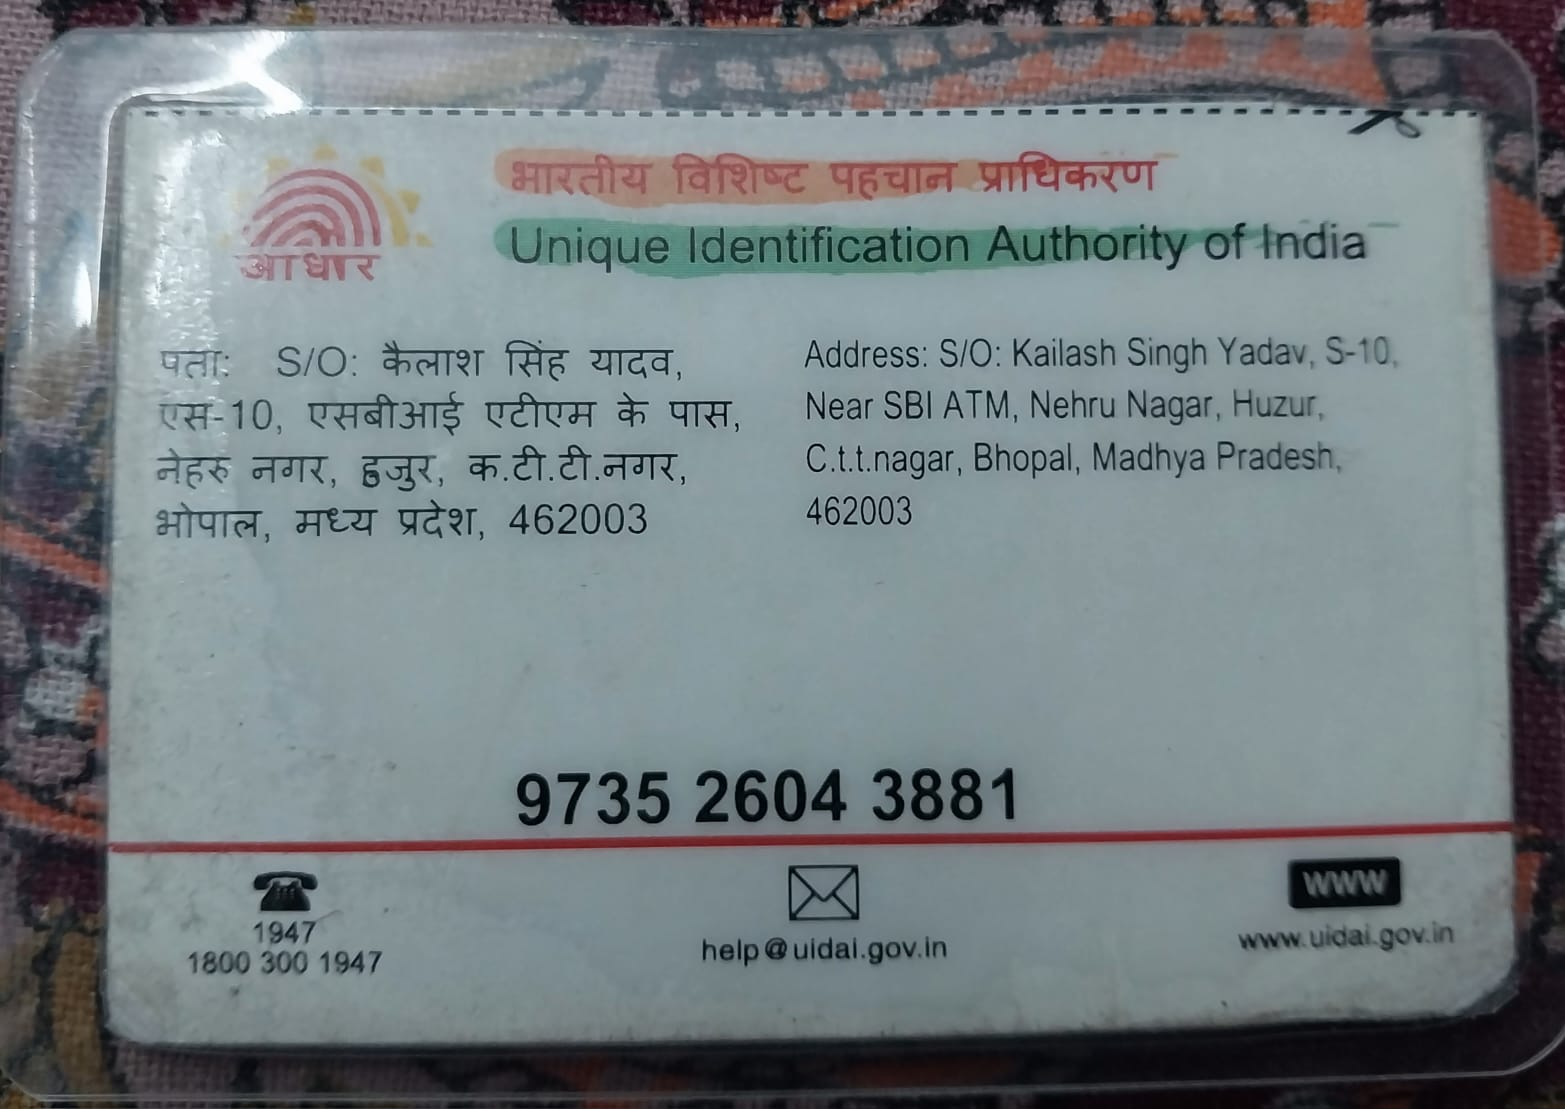 आधार
भारतीय विशिष्ट पहचान प्राधिकरण
Unique Identification Authority of India
पता: S/O: कैलाश सिंह यादव,
एस-10, एसबीआई एटीएम के पास,
नेहरु नगर, हुजुर, क.टी.टी.नगर,
भोपाल, मध्य प्रदेश, 462003
Address: S/O: Kailash Singh Yadav, S-10,
Near SBI ATM, Nehru Nagar, Huzur,
C.t.t.nagar, Bhopal, Madhya Pradesh,
462003
9735 2604 3881
1947
1800 300 1947
help@uidai.gov.in
www
www.uidai.gov.in